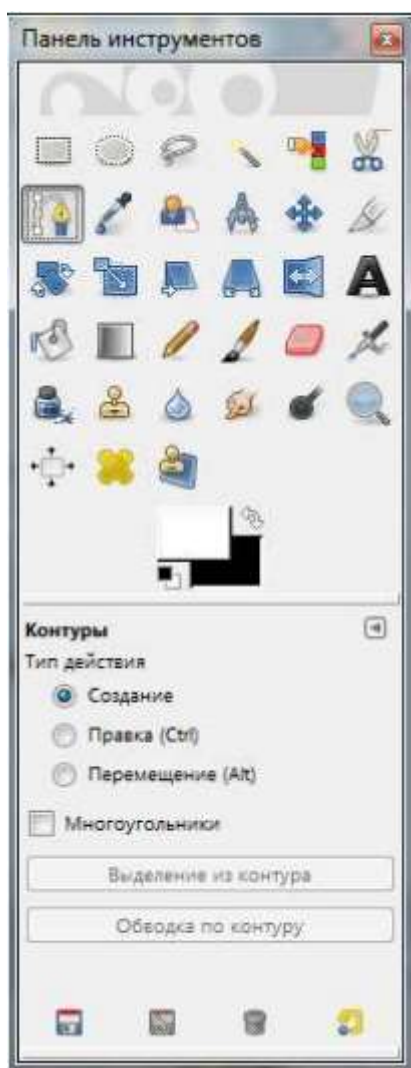 Панель инструментов
Контуры
Тип действия
Создание
Правка (Ctrl)
Перемещение (Alt)
Многоугольники
Выделение из контура
Обводка по контуру